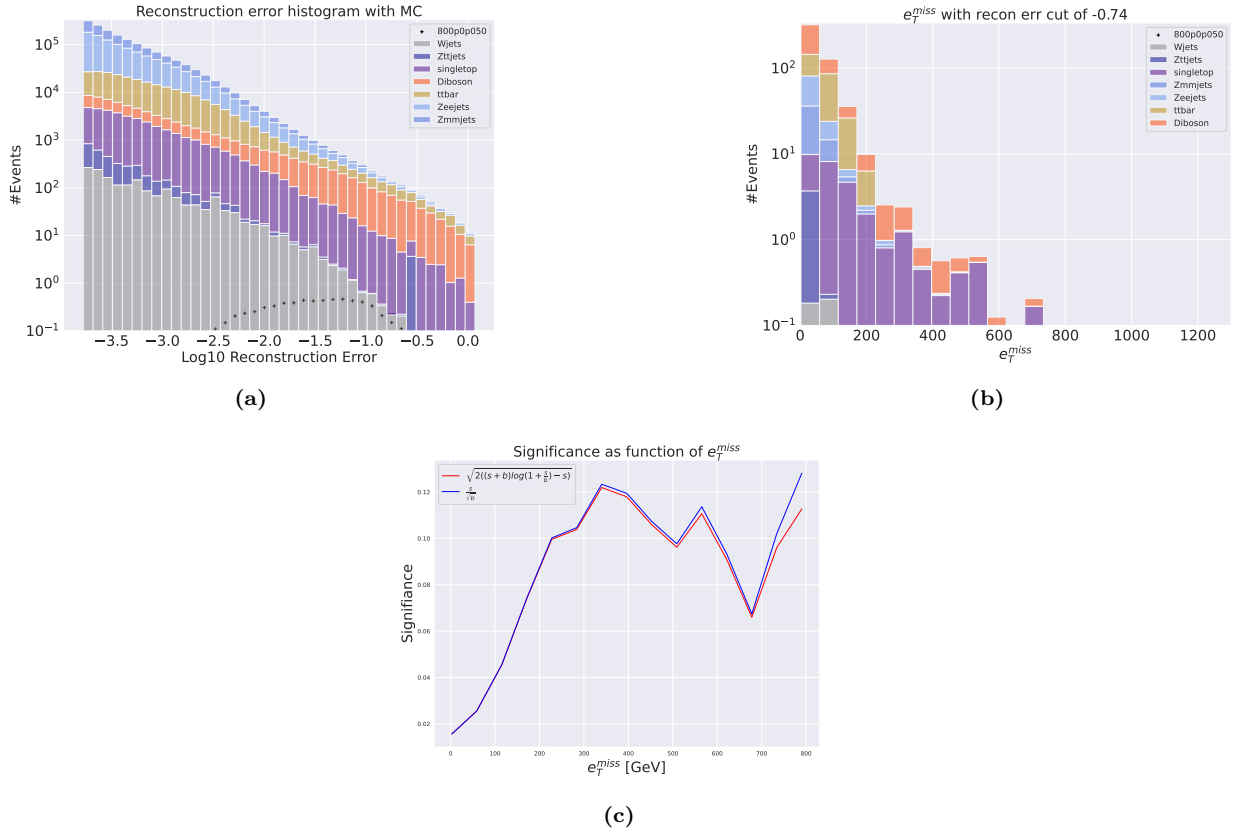 Reconstruction error histogram with MC
10^5
10^4
10^3
10^2
10^1
10^0
10^−1
#Events
800p0p050
Wjets
Zttjets
singletop
Diboson
ttbar
Zeejets
Zmmjets
−3.5 −3.0 −2.5 −2.0 −1.5 −1.0 −0.5 0.0
Log10 Reconstruction Error
(a)
e_T^miss with recon err cut of -0.74
10^2
10^1
10^0
10^−1
#Events
800p0p050
Wjets
Zttjets
singletop
Zmmjets
Zeejets
ttbar
Diboson
0 200 400 600 800 1000 1200
e_T^miss
(b)
Significance as function of e_T^miss
√2((s + b)log(1 + s/b) − s)
s/√b
0.12
0.10
0.08
0.06
0.04
0.02
Signifiance
0 100 200 300 400 500 600 700 800
e_T^miss [GeV]
(c)